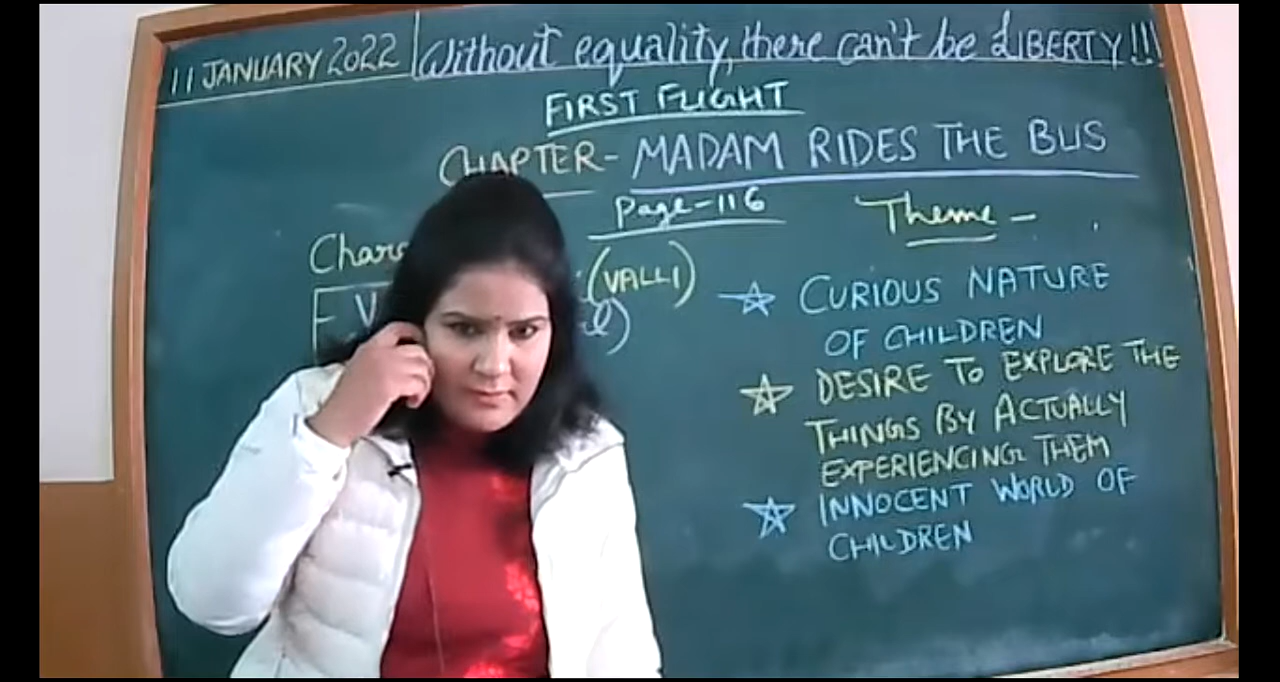 11 JANUARY 2022
Without equality, there can't be LIBERTY!!
FIRST FLIGHT
CHAPTER- MADAM RIDES THE BUS
Page-116
Theme -
(VALLI)
☆ CURIOUS NATURE
OF CHILDREN
☆ DESIRE TO EXPLORE THE
THINGS BY ACTUALLY
EXPERIENCING THEM
☆ INNOCENT WORLD OF
CHILDREN